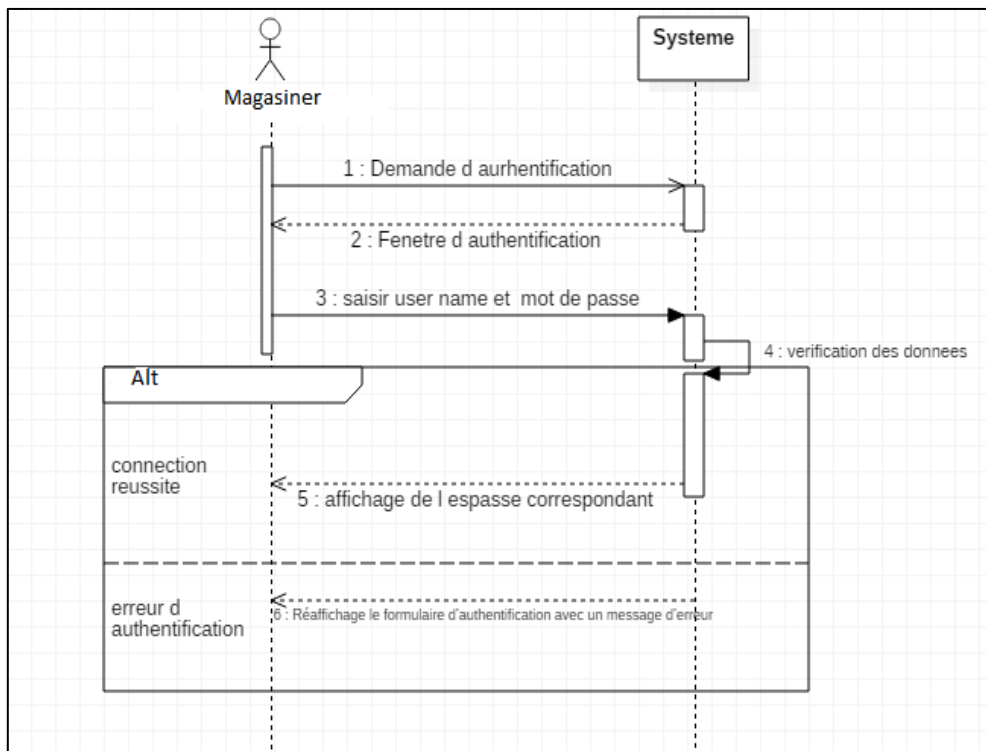 Systeme
Magasiner
1 : Demande d aurhentification
2 : Fenetre d authentification
3 : saisir user name et mot de passe
4 : verification des donnees
Alt
connection
reussite
5 : affichage de l espasse correspondant
erreur d
authentification
6 : Réaffichage le formulaire d'authentification avec un message d'erreur